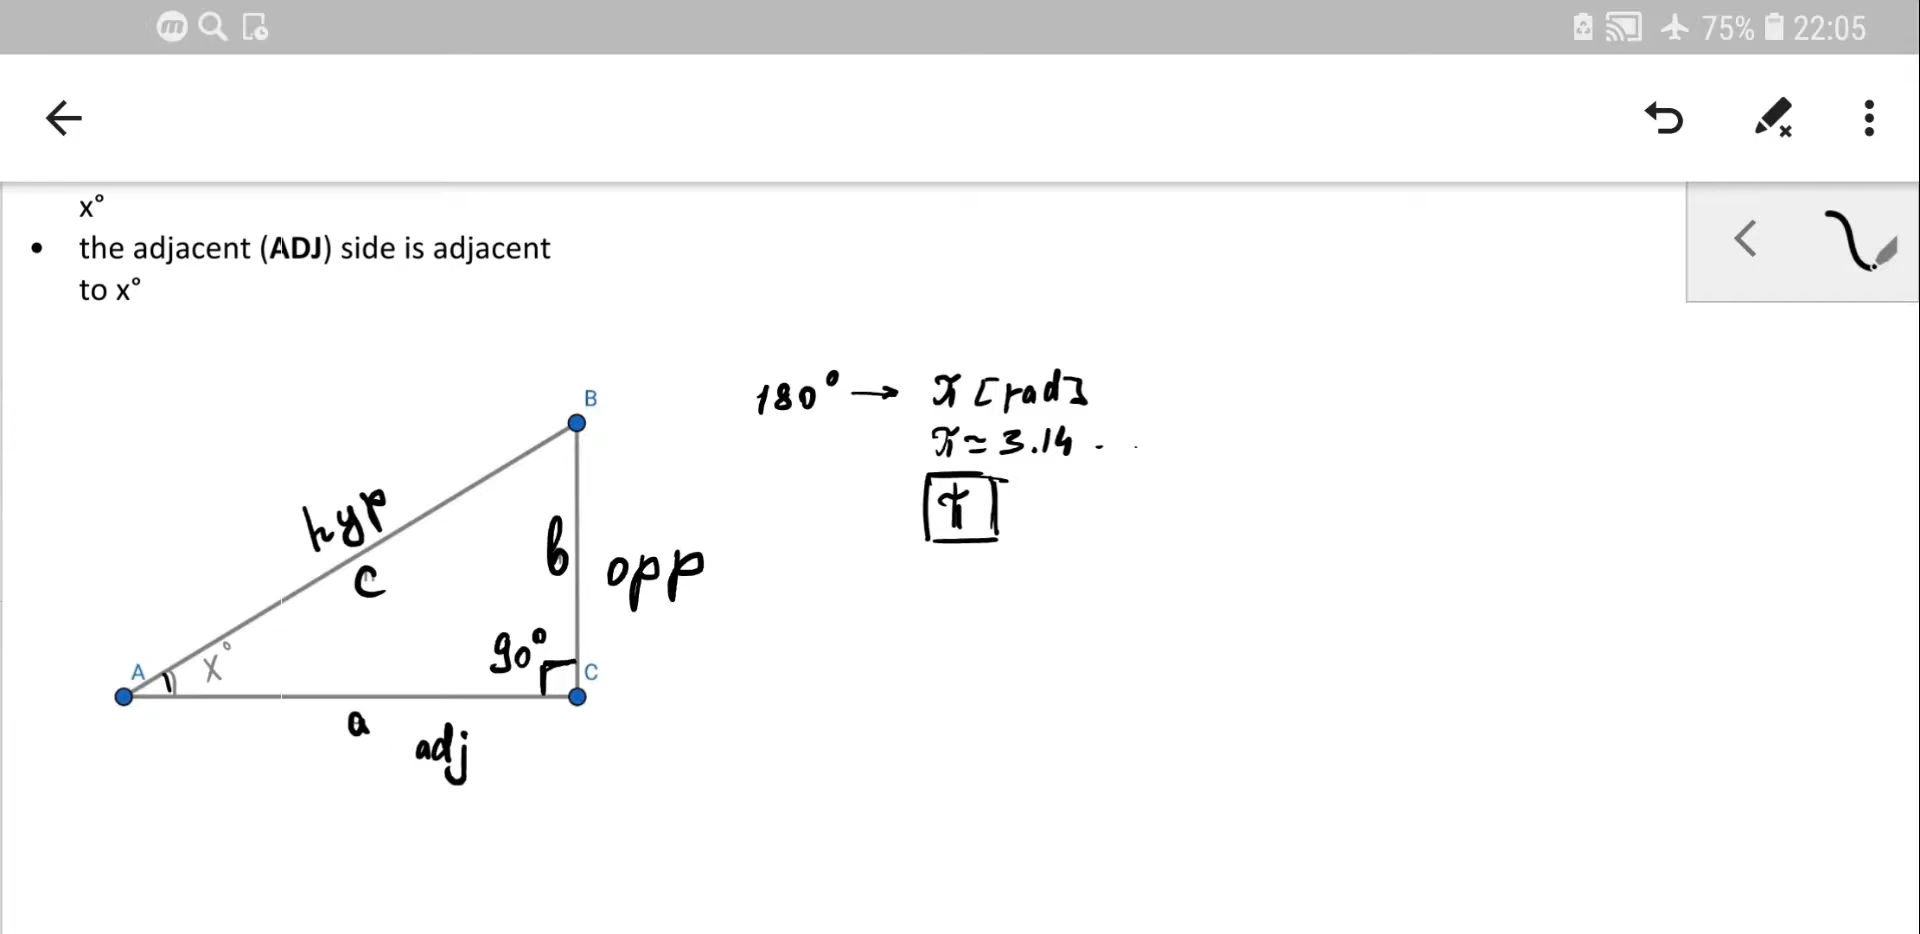 75% 22:05
x°
• the adjacent (ADJ) side is adjacent
to x°
B
180° → π [rad]
π ≃ 3.14 - .
π
hyp
c
b
opp
90°
A
x°
C
a
adj